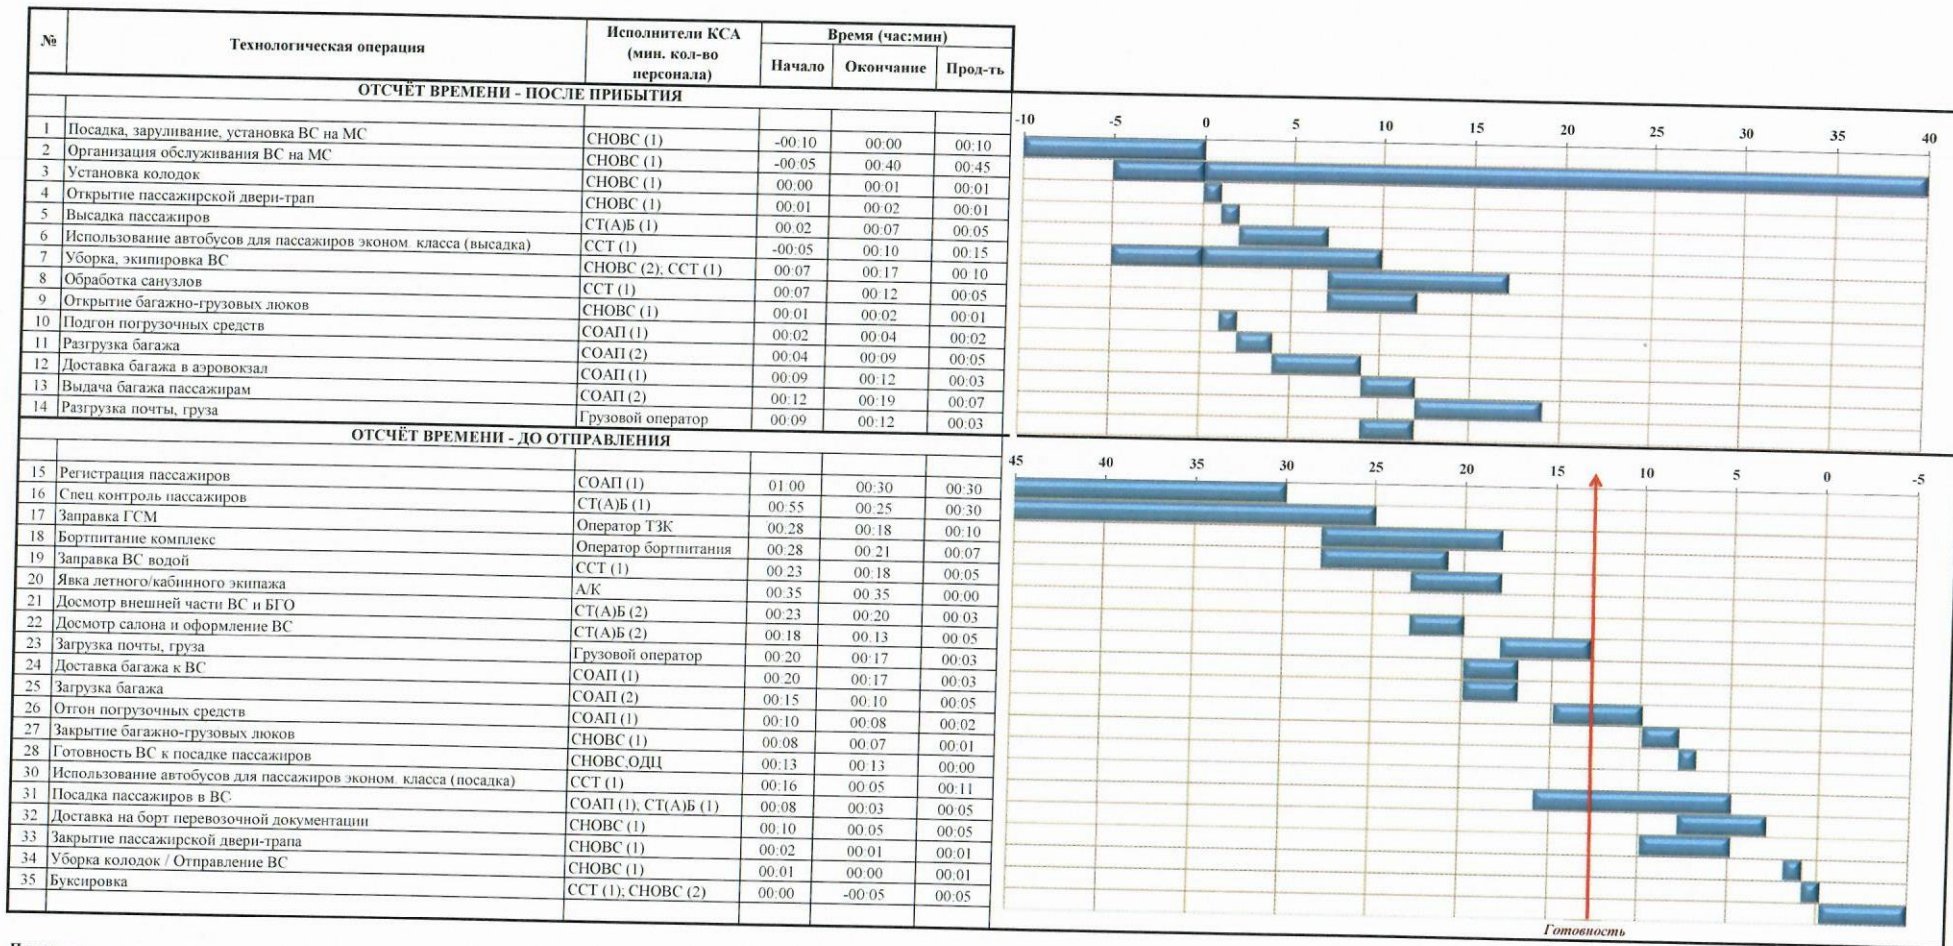 № Технологическая операция Исполнители КСА (мин. кол-во персонала) Время (час:мин)
Начало Окончание Прод-ть
ОТСЧЁТ ВРЕМЕНИ - ПОСЛЕ ПРИБЫТИЯ
-10 -5 0 5 10 15 20 25 30 35 40
1 Посадка, заруливание, установка ВС на МС СНОВС (1) -00:10 00:00 00:10
2 Организация обслуживания ВС на МС СНОВС (1) -00:05 00:40 00:45
3 Установка колодок СНОВС (1) 00:00 00:01 00:01
4 Открытие пассажирской двери-трап СНОВС (1) 00:01 00:02 00:01
5 Высадка пассажиров СТ(А)Б (1) 00:02 00:07 00:05
6 Использование автобусов для пассажиров эконом. класса (высадка) ССТ (1) -00:05 00:10 00:15
7 Уборка, экипировка ВС СНОВС (2); ССТ (1) 00:07 00:17 00:10
8 Обработка санузлов ССТ (1) 00:07 00:12 00:05
9 Открытие багажно-грузовых люков СНОВС (1) 00:01 00:02 00:01
10 Подгон погрузочных средств СОАП (1) 00:02 00:04 00:02
11 Разгрузка багажа СОАП (2) 00:04 00:09 00:05
12 Доставка багажа в аэровокзал СОАП (1) 00:09 00:12 00:03
13 Выдача багажа пассажирам СОАП (2) 00:12 00:19 00:07
14 Разгрузка почты, груза Грузовой оператор 00:09 00:12 00:03
ОТСЧЁТ ВРЕМЕНИ - ДО ОТПРАВЛЕНИЯ
45 40 35 30 25 20 15 10 5 0 -5
15 Регистрация пассажиров СОАП (1) 01:00 00:30 00:30
16 Спец контроль пассажиров СТ(А)Б (1) 00:55 00:25 00:30
17 Заправка ГСМ Оператор ТЗК 00:28 00:18 00:10
18 Бортпитание комплекс Оператор бортпитания 00:28 00:21 00:07
19 Заправка ВС водой ССТ (1) 00:23 00:18 00:05
20 Явка летного/кабинного экипажа А/К 00:35 00:35 00:00
21 Досмотр внешней части ВС и БГО СТ(А)Б (2) 00:23 00:20 00:03
22 Досмотр салона и оформление ВС СТ(А)Б (2) 00:18 00:13 00:05
23 Загрузка почты, груза Грузовой оператор 00:20 00:17 00:03
24 Доставка багажа к ВС СОАП (1) 00:20 00:17 00:03
25 Загрузка багажа СОАП (2) 00:15 00:10 00:05
26 Отгон погрузочных средств СОАП (1) 00:10 00:08 00:02
27 Закрытие багажно-грузовых люков СНОВС (1) 00:08 00:07 00:01
28 Готовность ВС к посадке пассажиров СНОВС,ОДЦ 00:13 00:13 00:00
30 Использование автобусов для пассажиров эконом. класса (посадка) ССТ (1) 00:16 00:05 00:11
31 Посадка пассажиров в ВС СОАП (1); СТ(А)Б (1) 00:08 00:03 00:05
32 Доставка на борт перевозочной документации СНОВС (1) 00:10 00:05 00:05
33 Закрытие пассажирской двери-трапа СНОВС (1) 00:02 00:01 00:01
34 Уборка колодок / Отправление ВС СНОВС (1) 00:01 00:00 00:01
35 Буксировка ССТ (1); СНОВС (2) 00:00 -00:05 00:05
Готовность